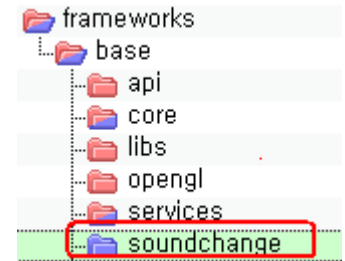 frameworks
base
api
core
libs
opengl
services
soundchange